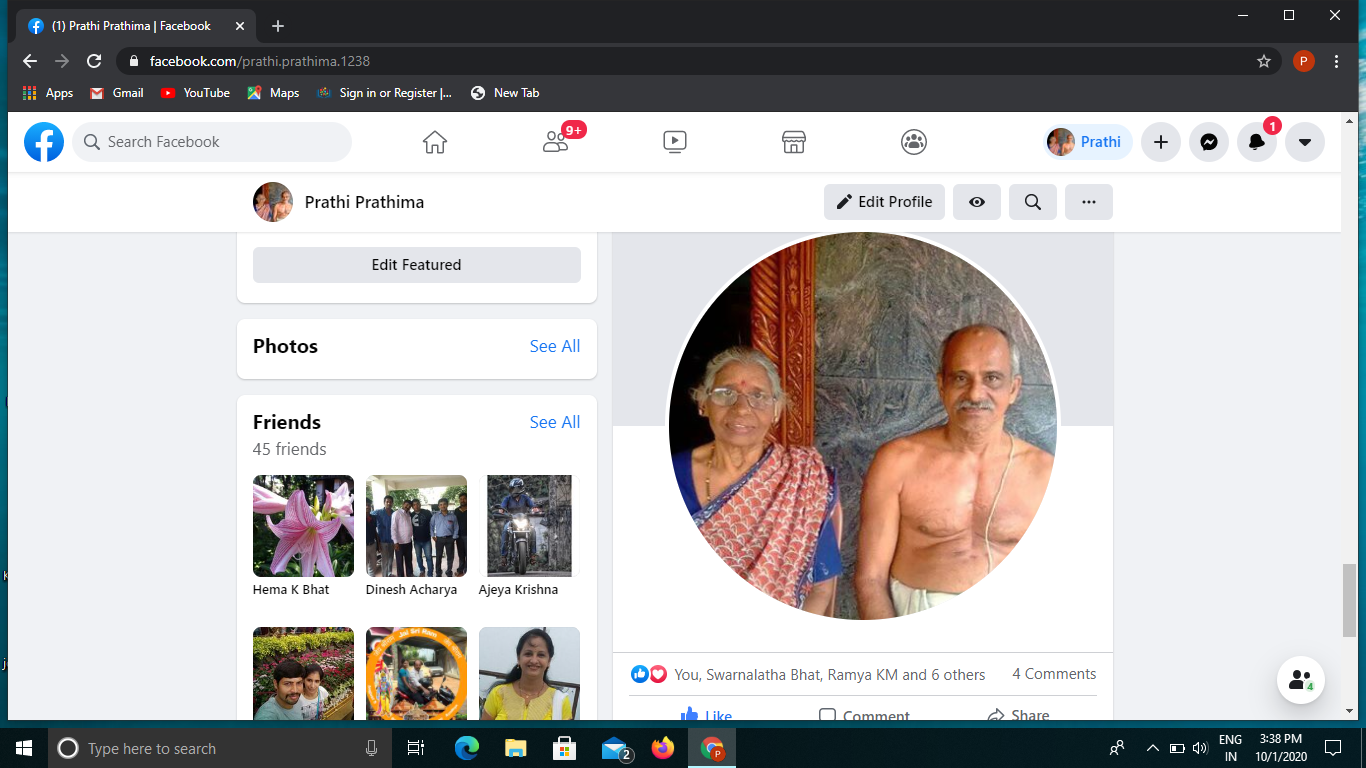 (1) Prathi Prathima | Facebook
facebook.com/prathi.prathima.1238
P
Apps
Gmail
YouTube
Maps
Sign in or Register |...
New Tab
Search Facebook
9+
Prathi
1
Prathi Prathima
Edit Profile
Edit Featured
Photos
See All
Friends
See All
45 friends
Hema K Bhat
Dinesh Acharya
Ajeya Krishna
Jai Sri Ram
You, Swarnalatha Bhat, Ramya KM and 6 others
4 Comments
Like
Comment
Share
4
Type here to search
2
P
ENG
IN
3:38 PM
10/1/2020